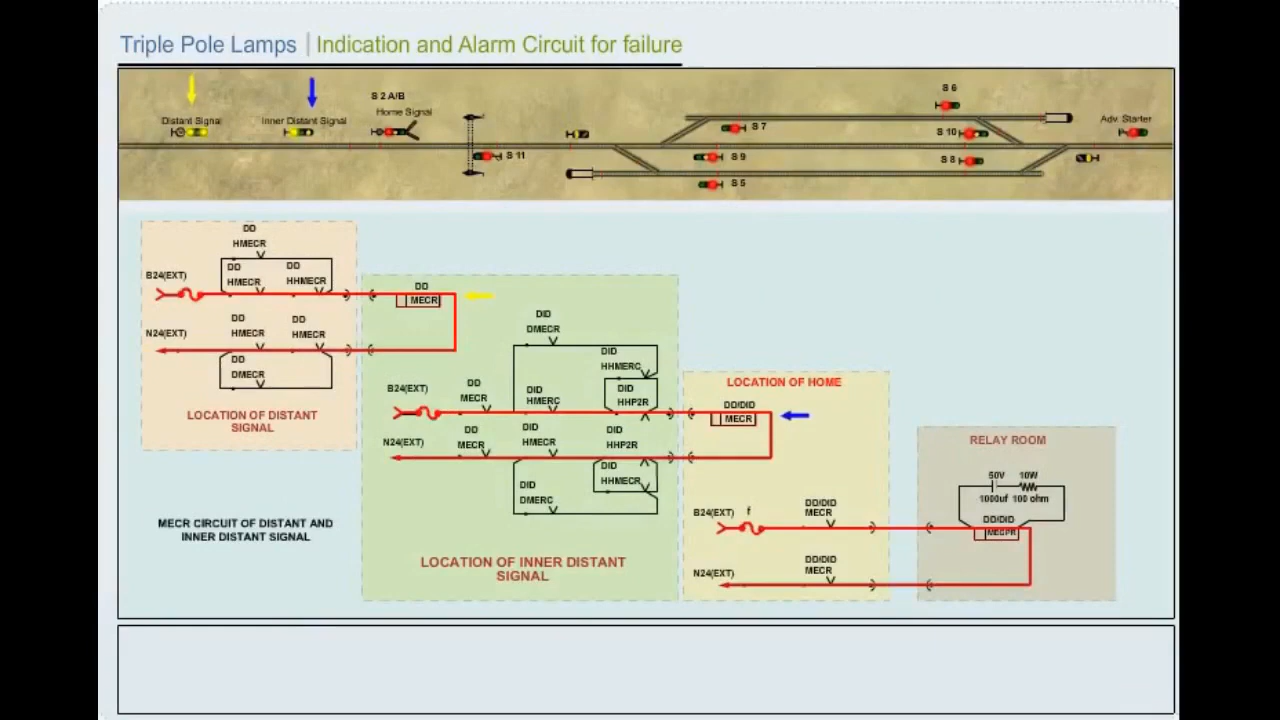 Triple Pole Lamps | Indication and Alarm Circuit for failure
S 2 A/B
Distant Signal
Inner Distant Signal
Home Signal
S 11
S 7
S 9
S 5
S 6
S 10
S 8
Adv. Starter
DD
HMECR
DD
HMECR
DD
HHMECR
B24(EXT)
DD
HMECR
DD
HMECR
N24(EXT)
DD
DMECR
LOCATION OF DISTANT
SIGNAL
MECR CIRCUIT OF DISTANT AND
INNER DISTANT SIGNAL
DD
MECR
DID
DMECR
DID
HHMERC
B24(EXT)
DD
MECR
DID
HMERC
DID
HHP2R
N24(EXT)
DD
MECR
DID
HMECR
DID
HHP2R
DID
HHMECR
DID
DMERC
LOCATION OF INNER DISTANT
SIGNAL
LOCATION OF HOME
DD/DID
MECR
B24(EXT)
f
DD/DID
MECR
N24(EXT)
DD/DID
MECR
RELAY ROOM
50V 10W
1000uf 100 ohm
DD/DID
MECPR